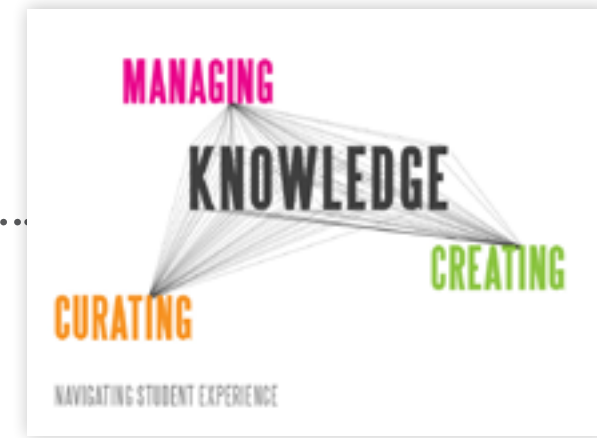 MANAGING
KNOWLEDGE
CREATING
CURATING
NAVIGATING STUDENT EXPERIENCE